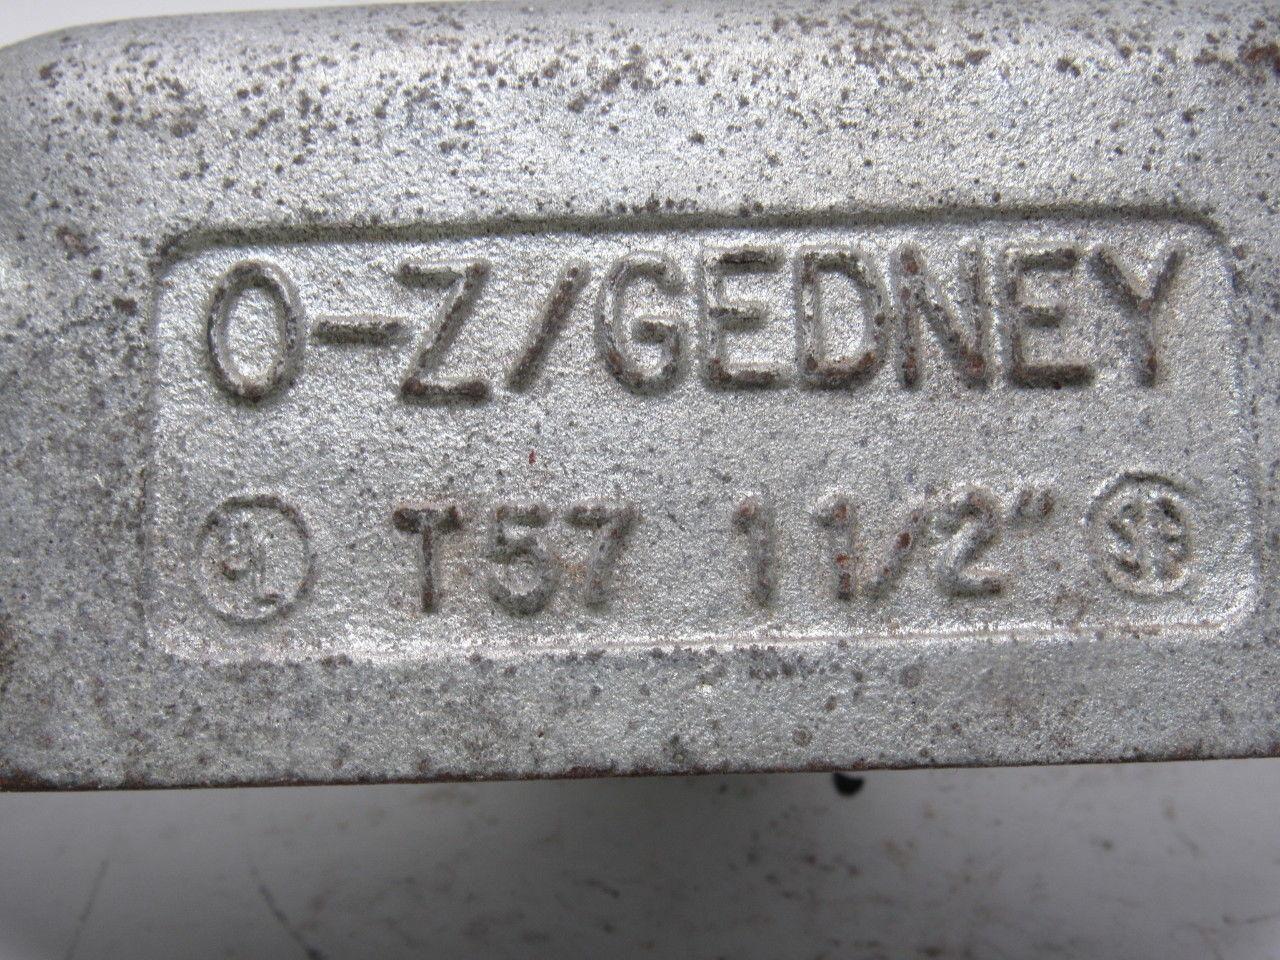 O-Z/GEDNEY
T57 1 1/2"